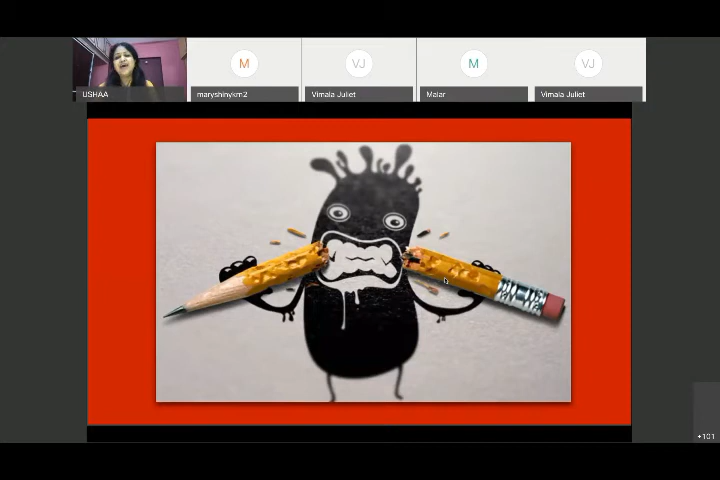 M
VJ
M
VJ
USHAA
maryshinykm2
Vimala Juliet
Malar
Vimala Juliet
+101